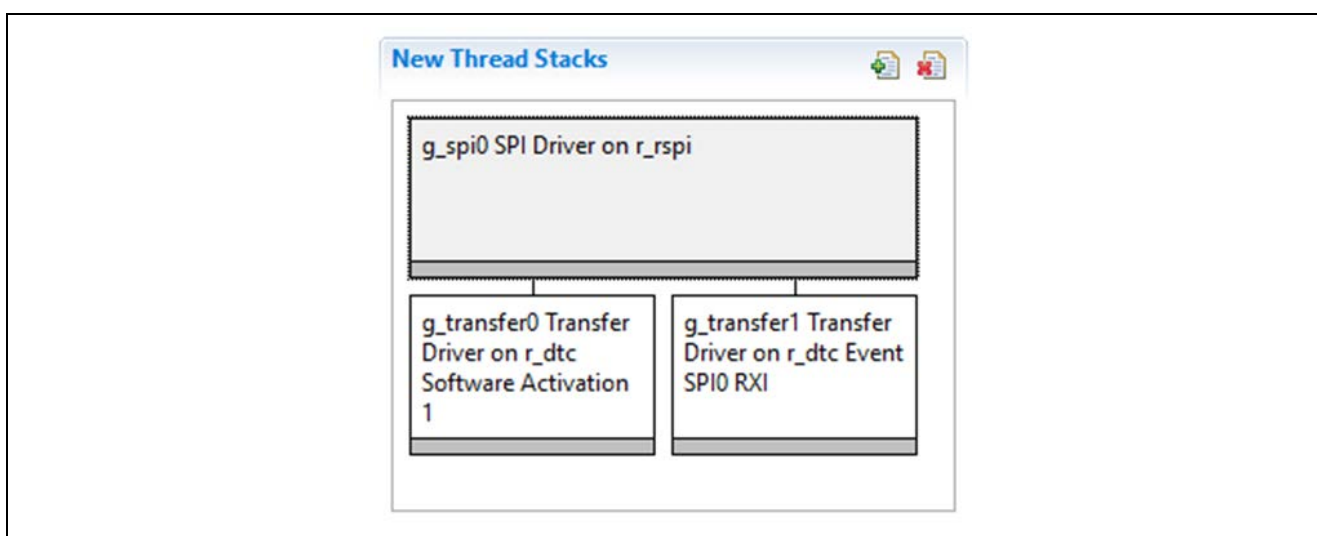 New Thread Stacks
g_spi0 SPI Driver on r_rspi
g_transfer0 Transfer
Driver on r_dtc
Software Activation
1
g_transfer1 Transfer
Driver on r_dtc Event
SPI0 RXI